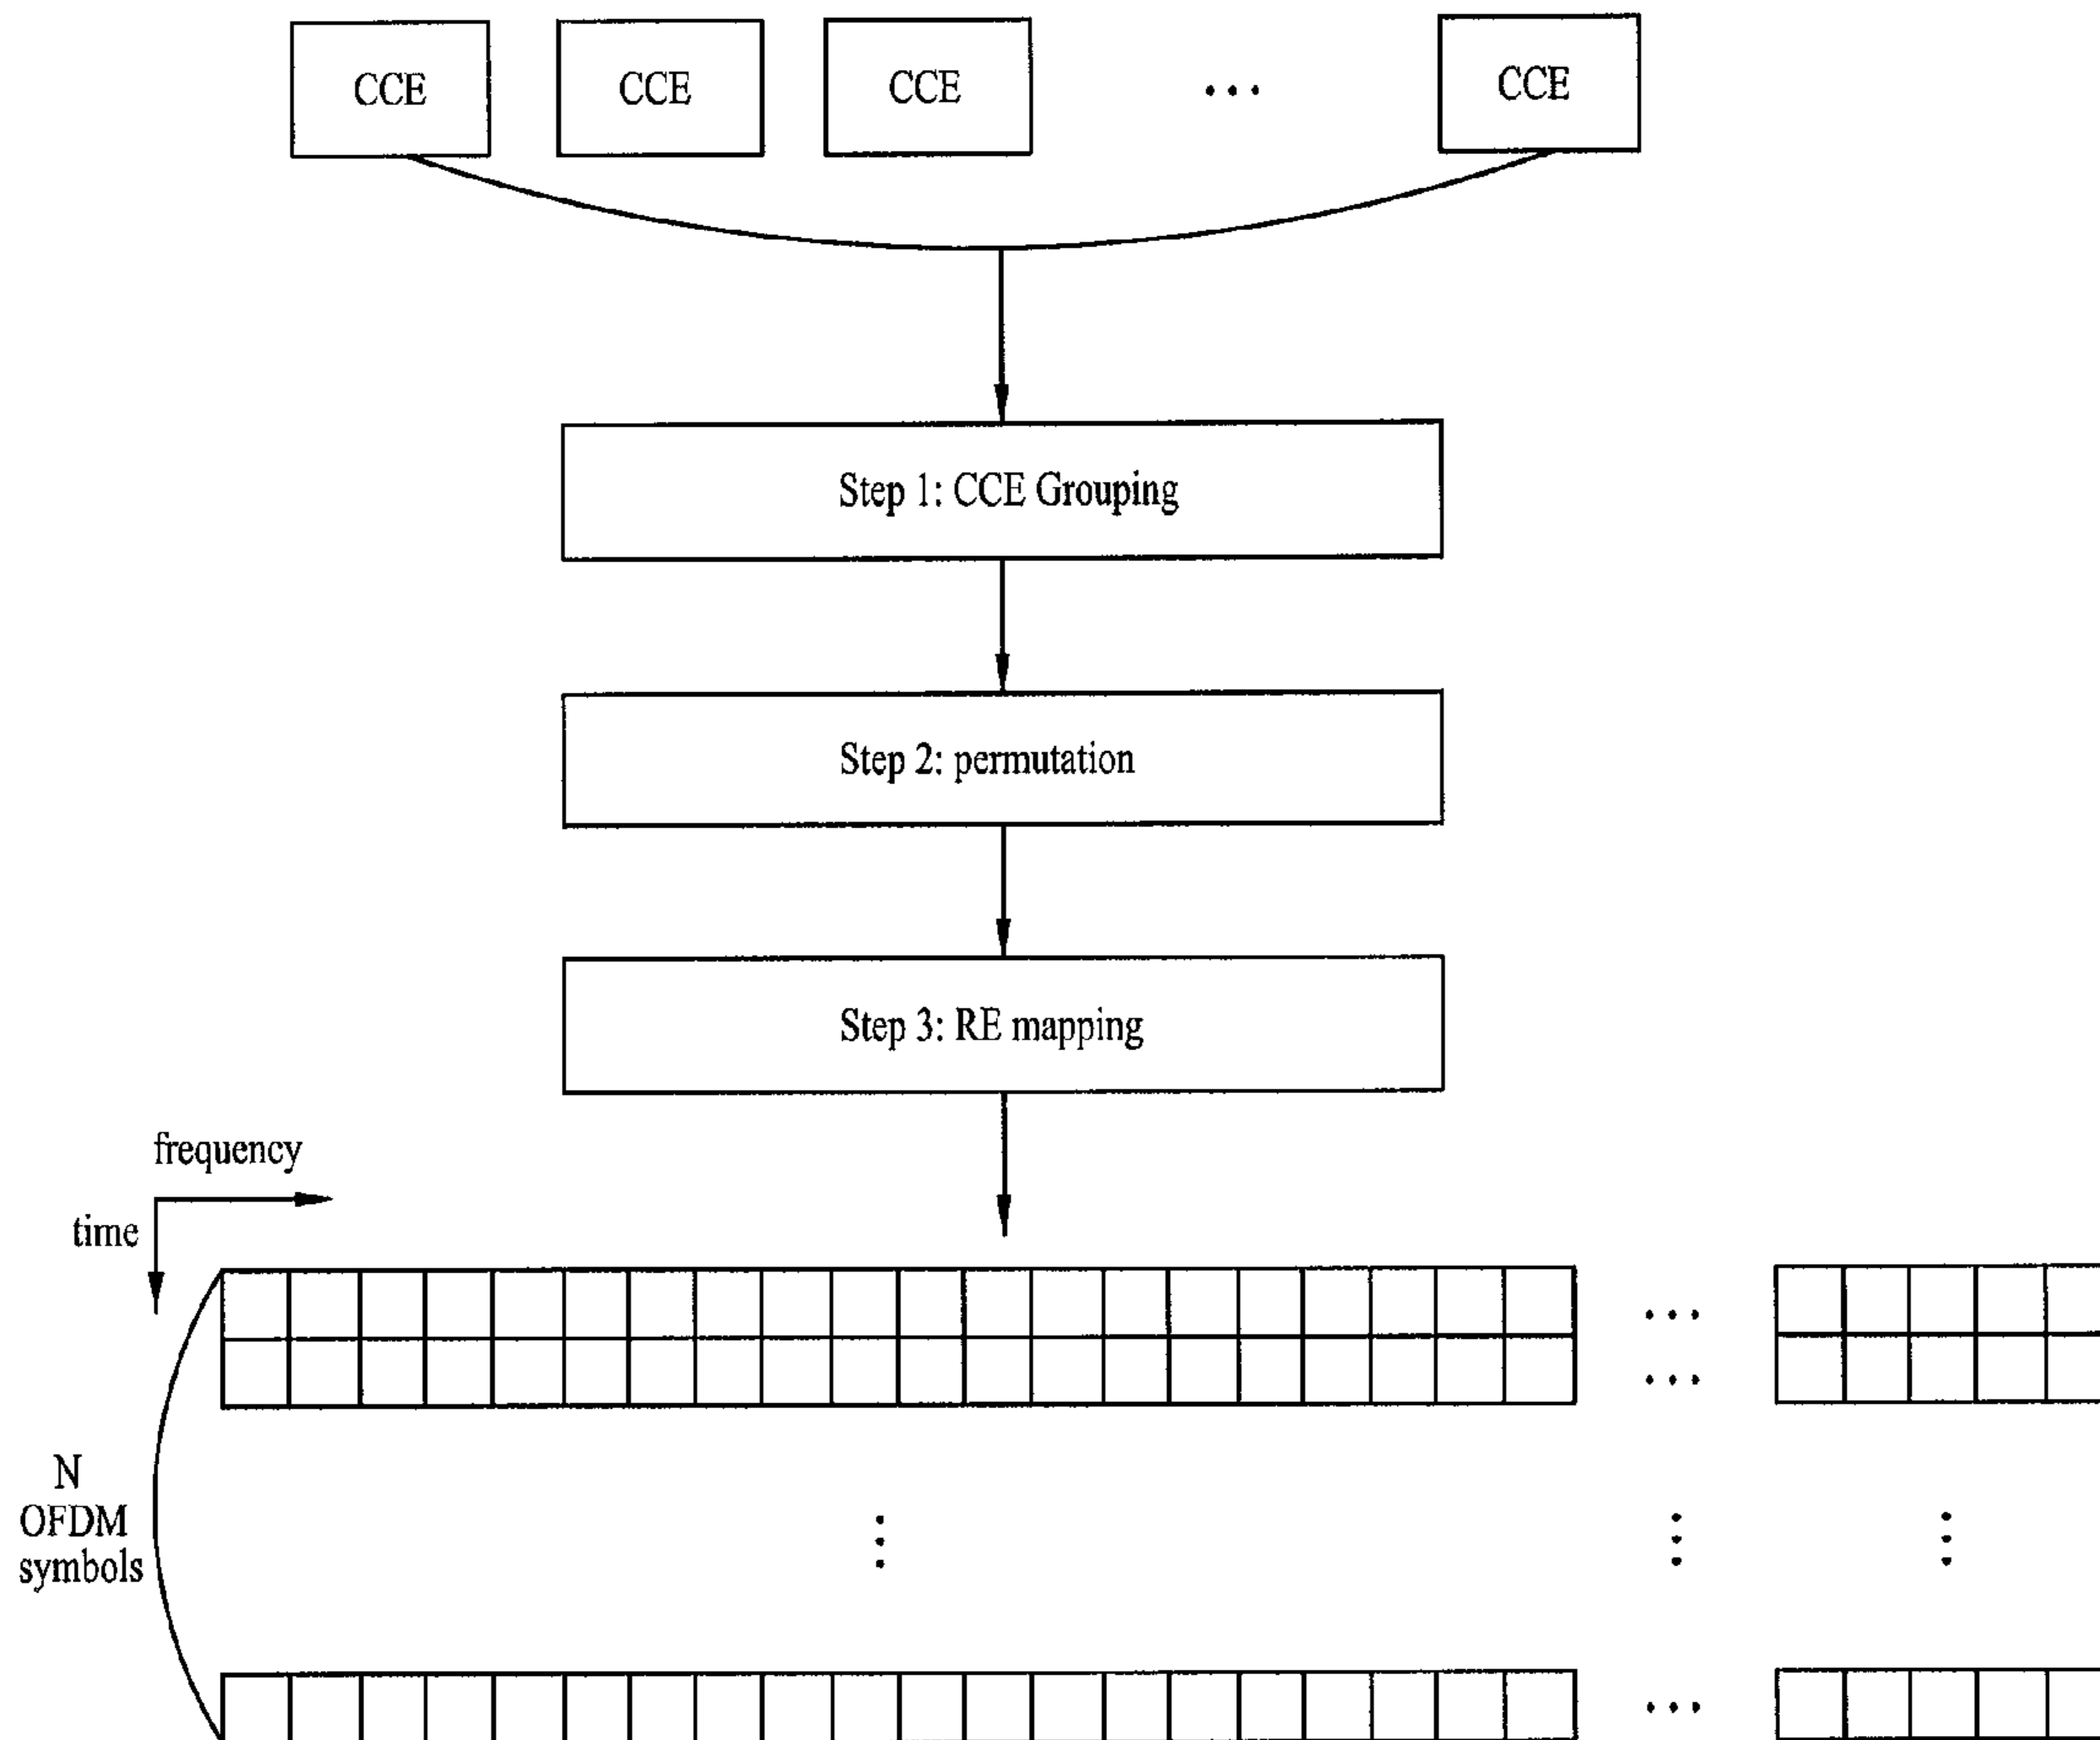 CCE CCE CCE ... CCE
Step 1: CCE Grouping
Step 2: permutation
Step 3: RE mapping
frequency
time
N
OFDM
symbols